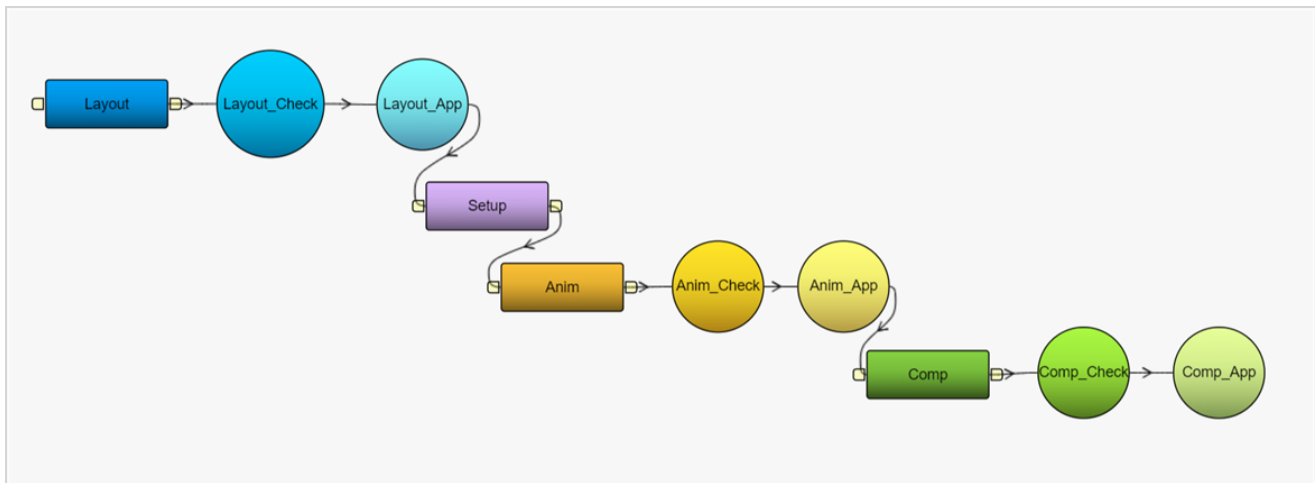 Layout
Layout_Check
Layout_App
Setup
Anim
Anim_Check
Anim_App
Comp
Comp_Check
Comp_App